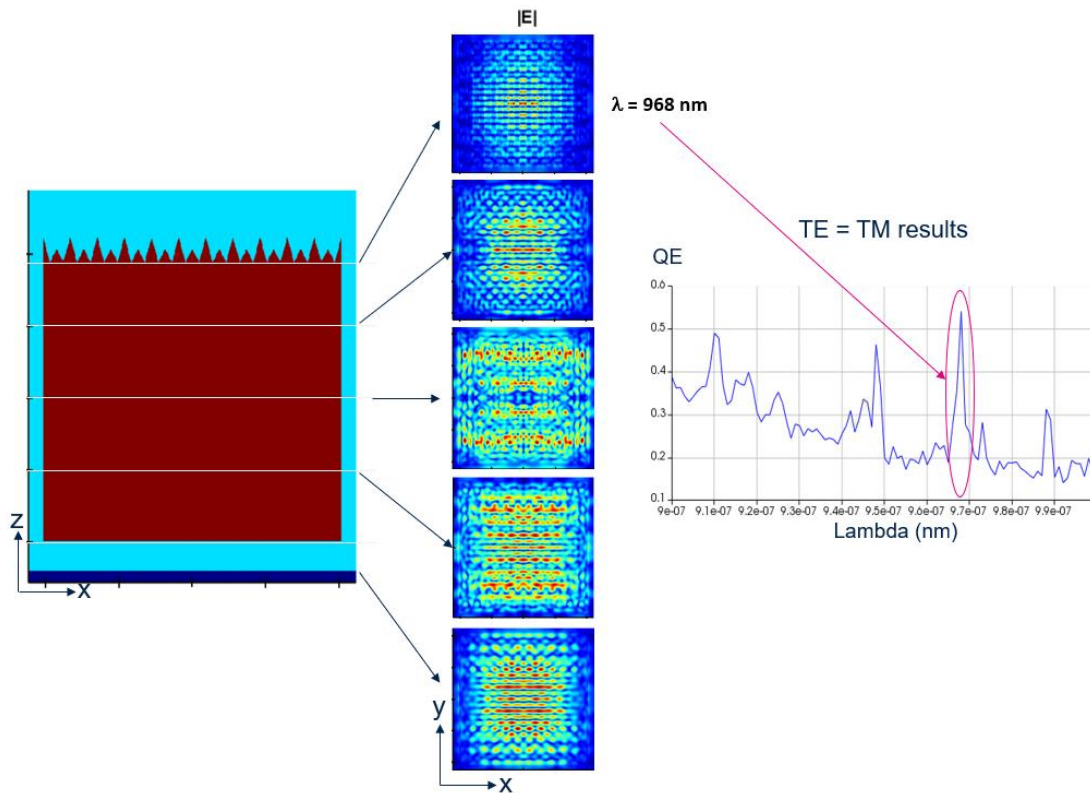 |E|
λ = 968 nm
TE = TM results
QE
0.6
0.5
0.4
0.3
0.2
0.1
9e-07 9.1e-07 9.2e-07 9.3e-07 9.4e-07 9.5e-07 9.6e-07 9.7e-07 9.8e-07 9.9e-07
Lambda (nm)
z
x
y
x